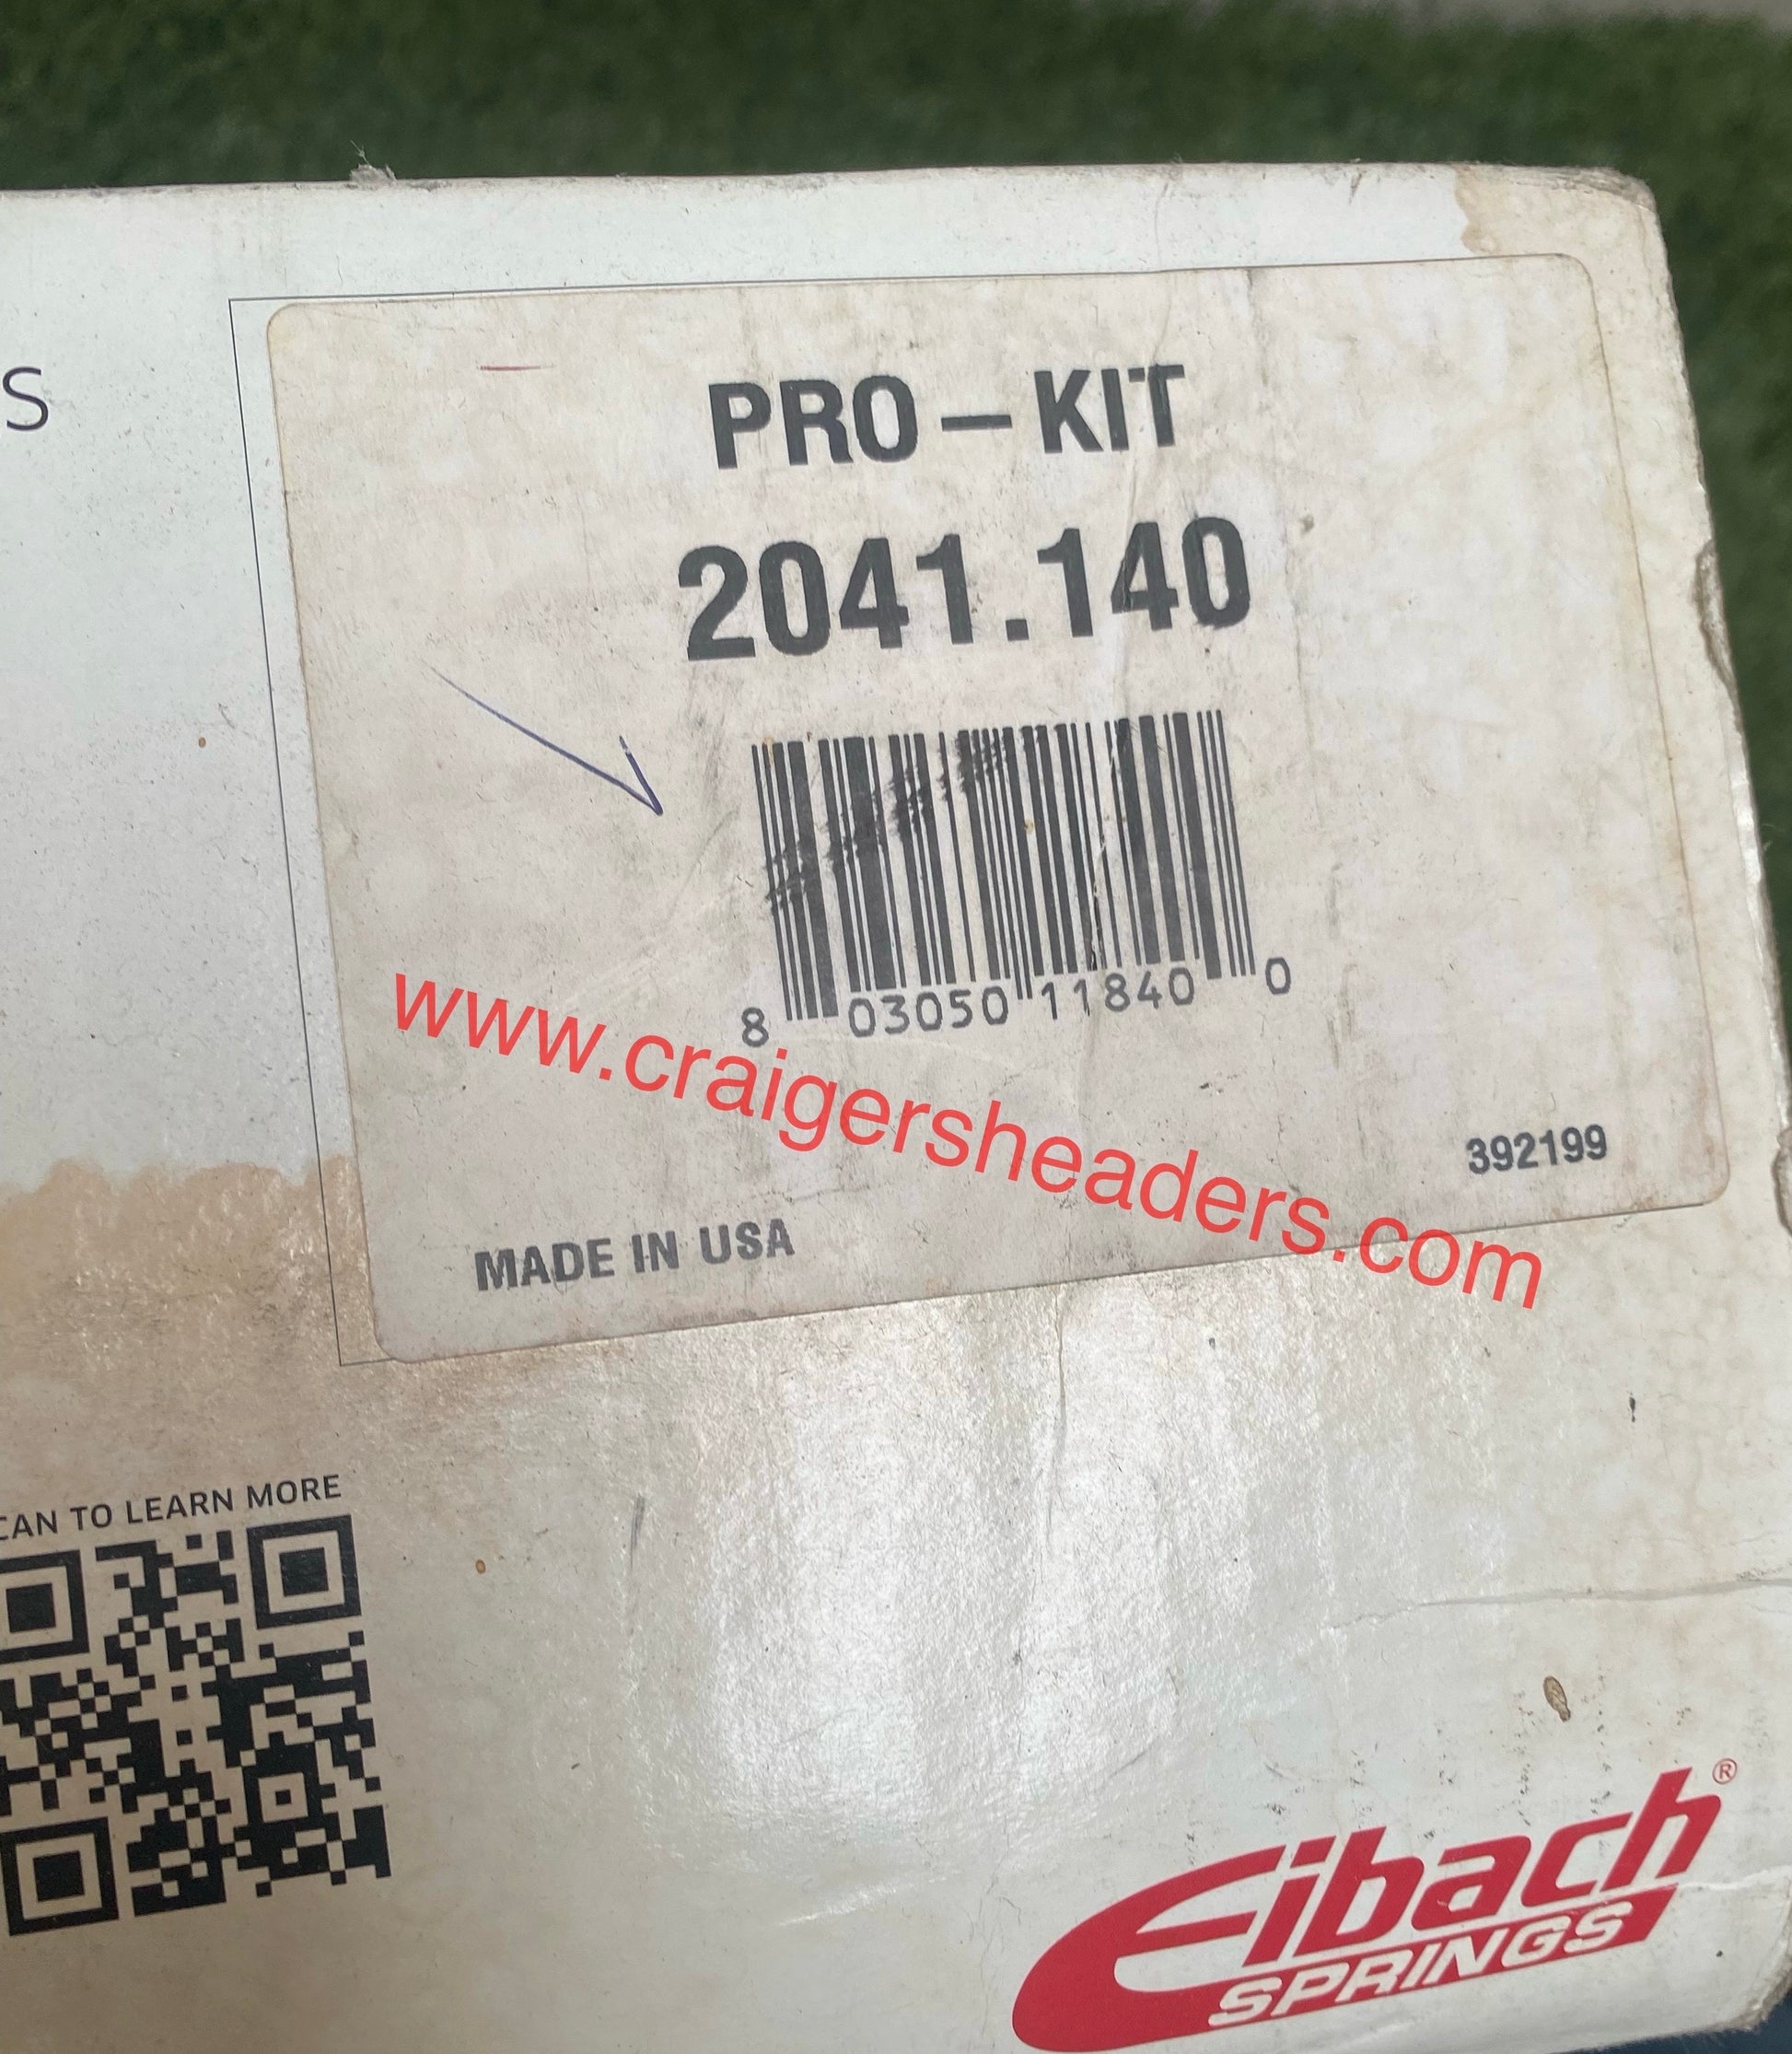 S
PRO-KIT
2041.140
8 03050 11840 0
www.craigersheaders.com
392199
MADE IN USA
CAN TO LEARN MORE
Eibach®
SPRINGS